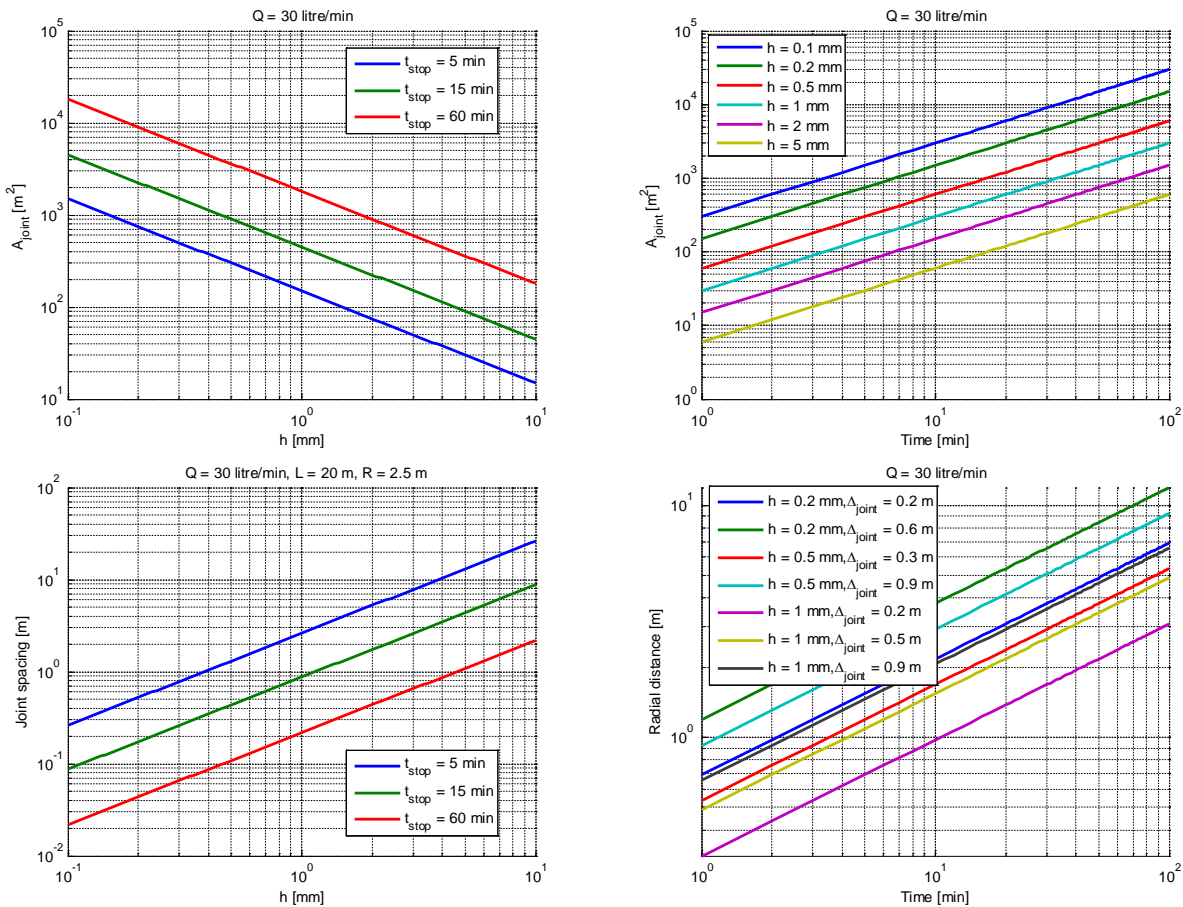 Q = 30 litre/min
10^5
10^4
10^3
10^2
10^1
A_joint [m^2]
t_stop = 5 min
t_stop = 15 min
t_stop = 60 min
10^-1
10^0
10^1
h [mm]
Q = 30 litre/min
10^5
10^4
10^3
10^2
10^1
10^0
A_joint [m^2]
h = 0.1 mm
h = 0.2 mm
h = 0.5 mm
h = 1 mm
h = 2 mm
h = 5 mm
10^0
10^1
10^2
Time [min]
Q = 30 litre/min, L = 20 m, R = 2.5 m
10^2
10^1
10^0
10^-1
10^-2
Joint spacing [m]
t_stop = 5 min
t_stop = 15 min
t_stop = 60 min
10^-1
10^0
10^1
h [mm]
Q = 30 litre/min
10^1
10^0
Radial distance [m]
h = 0.2 mm,Δ_joint = 0.2 m
h = 0.2 mm,Δ_joint = 0.6 m
h = 0.5 mm,Δ_joint = 0.3 m
h = 0.5 mm,Δ_joint = 0.9 m
h = 1 mm,Δ_joint = 0.2 m
h = 1 mm,Δ_joint = 0.5 m
h = 1 mm,Δ_joint = 0.9 m
10^0
10^1
10^2
Time [min]